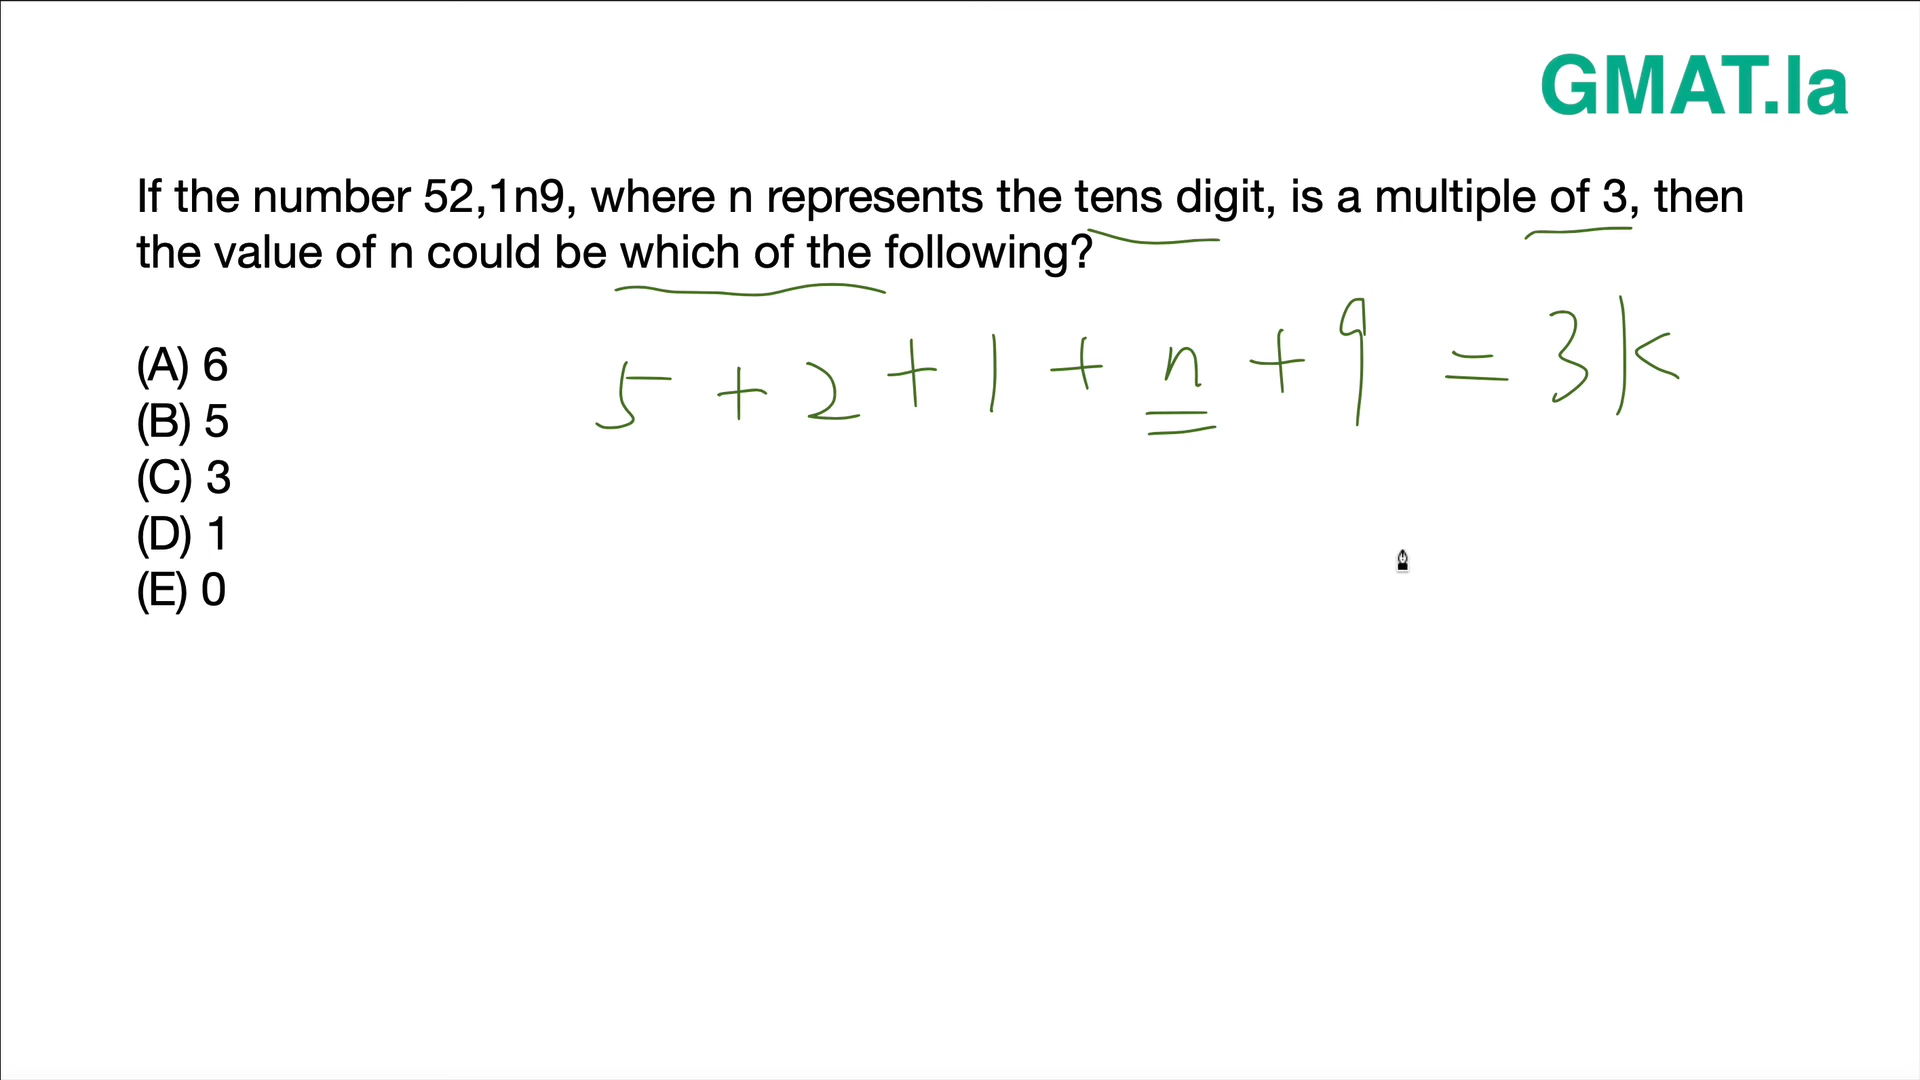 GMAT.la
If the number 52,1n9, where n represents the tens digit, is a multiple of 3, then
the value of n could be which of the following?
5 + 2 + 1 + n + 9 = 3k
(A) 6
(B) 5
(C) 3
(D) 1
(E) 0